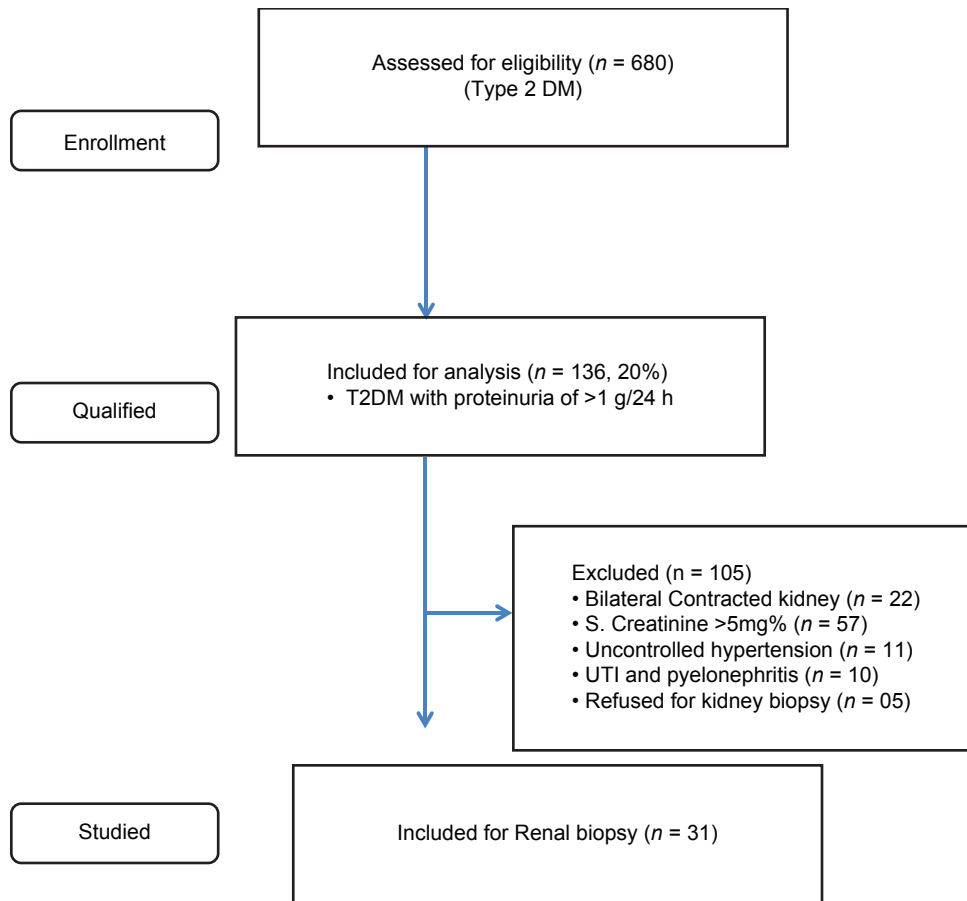 Assessed for eligibility (n = 680)
(Type 2 DM)
Enrollment
Included for analysis (n = 136, 20%)
• T2DM with proteinuria of >1 g/24 h
Qualified
Excluded (n = 105)
• Bilateral Contracted kidney (n = 22)
• S. Creatinine >5mg% (n = 57)
• Uncontrolled hypertension (n = 11)
• UTI and pyelonephritis (n = 10)
• Refused for kidney biopsy (n = 05)
Studied
Included for Renal biopsy (n = 31)